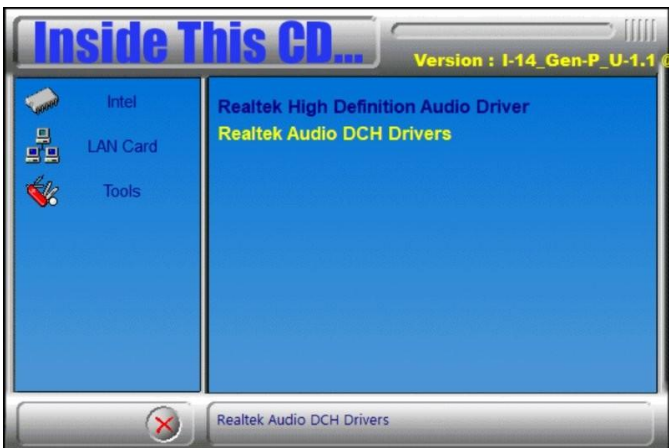 Inside This CD...
Version : I-14_Gen-P_U-1.1
Intel
LAN Card
Tools
Realtek High Definition Audio Driver
Realtek Audio DCH Drivers
Realtek Audio DCH Drivers